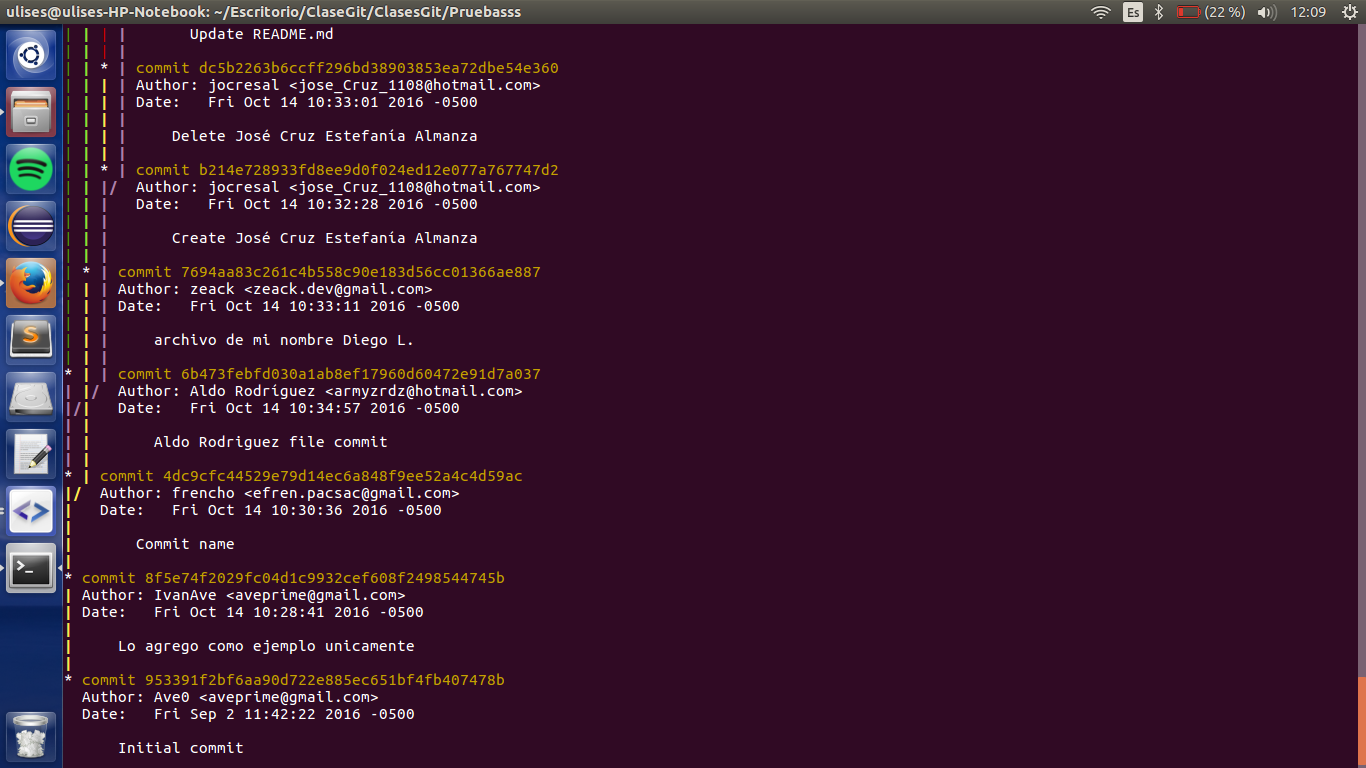 ulises@ulises-HP-Notebook: ~/Escritorio/ClaseGit/ClasesGit/Pruebasss
Es
(22 %)
12:09
Update README.md
* | commit dc5b2263b6ccff296bd38903853ea72dbe54e360
Author: jocresal <jose_Cruz_1108@hotmail.com>
Date:   Fri Oct 14 10:33:01 2016 -0500
Delete José Cruz Estefanía Almanza
* | commit b214e728933fd8ee9d0f024ed12e077a767747d2
Author: jocresal <jose_Cruz_1108@hotmail.com>
Date:   Fri Oct 14 10:32:28 2016 -0500
Create José Cruz Estefanía Almanza
* | commit 7694aa83c261c4b558c90e183d56cc01366ae887
Author: zeack <zeack.dev@gmail.com>
Date:   Fri Oct 14 10:33:11 2016 -0500
archivo de mi nombre Diego L.
* | | commit 6b473febfd030a1ab8ef17960d60472e91d7a037
Author: Aldo Rodríguez <armyzrdz@hotmail.com>
Date:   Fri Oct 14 10:34:57 2016 -0500
Aldo Rodriguez file commit
* | commit 4dc9cfc44529e79d14ec6a848f9ee52a4c4d59ac
Author: frencho <efren.pacsac@gmail.com>
Date:   Fri Oct 14 10:30:36 2016 -0500
Commit name
* commit 8f5e74f2029fc04d1c9932cef608f2498544745b
Author: IvanAve <aveprime@gmail.com>
Date:   Fri Oct 14 10:28:41 2016 -0500
Lo agrego como ejemplo unicamente
* commit 953391f2bf6aa90d722e885ec651bf4fb407478b
Author: Ave0 <aveprime@gmail.com>
Date:   Fri Sep 2 11:42:22 2016 -0500
Initial commit